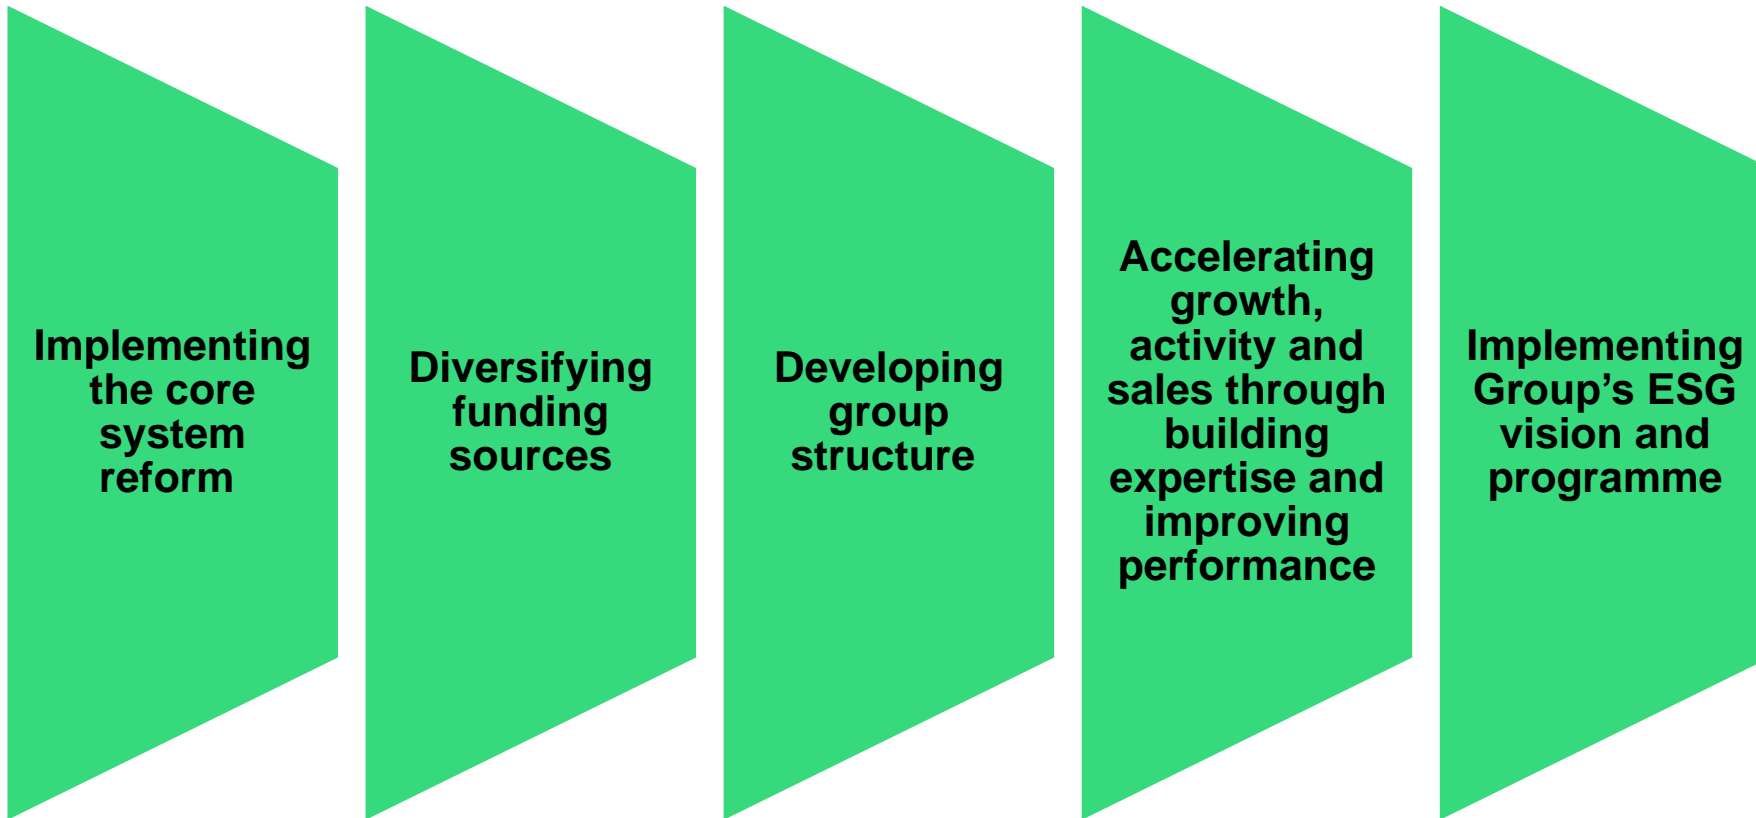 Implementing
the core
system
reform
Diversifying
funding
sources
Developing
group
structure
Accelerating
growth,
activity and
sales through
building
expertise and
improving
performance
Implementing
Group’s ESG
vision and
programme